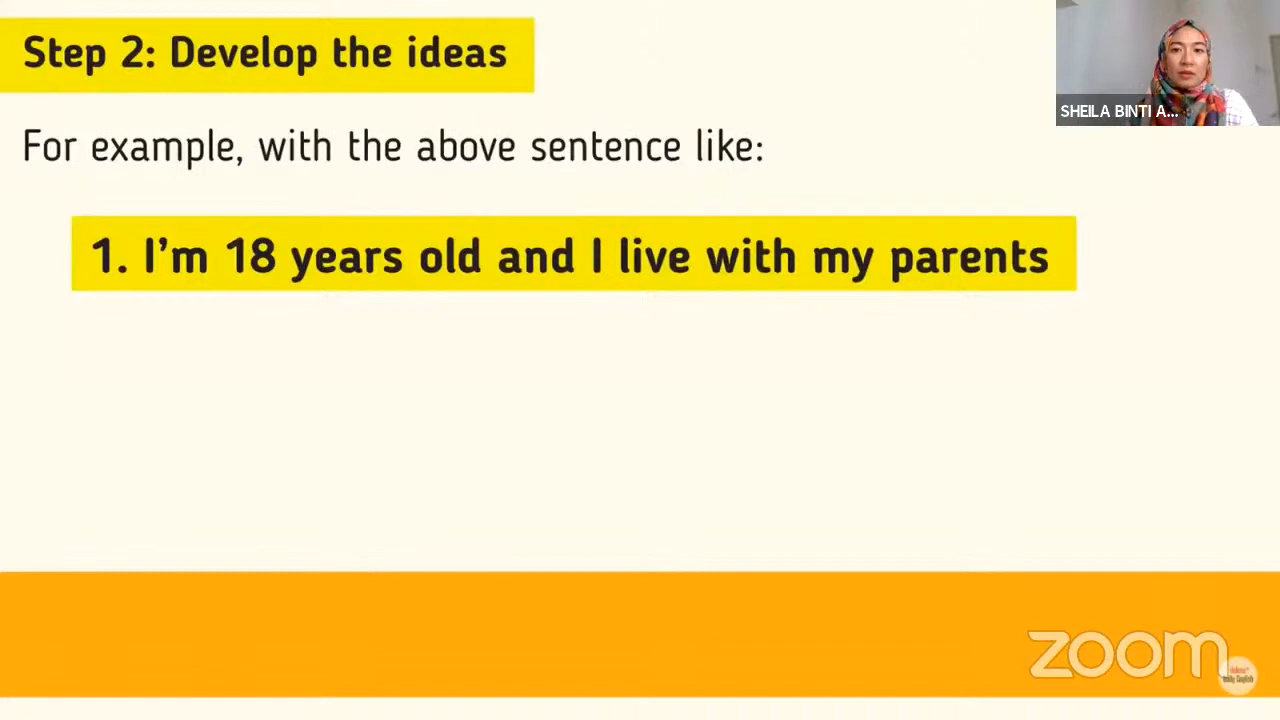 Step 2: Develop the ideas
SHEILA BINTI A...
For example, with the above sentence like:
1. I'm 18 years old and I live with my parents
zoom